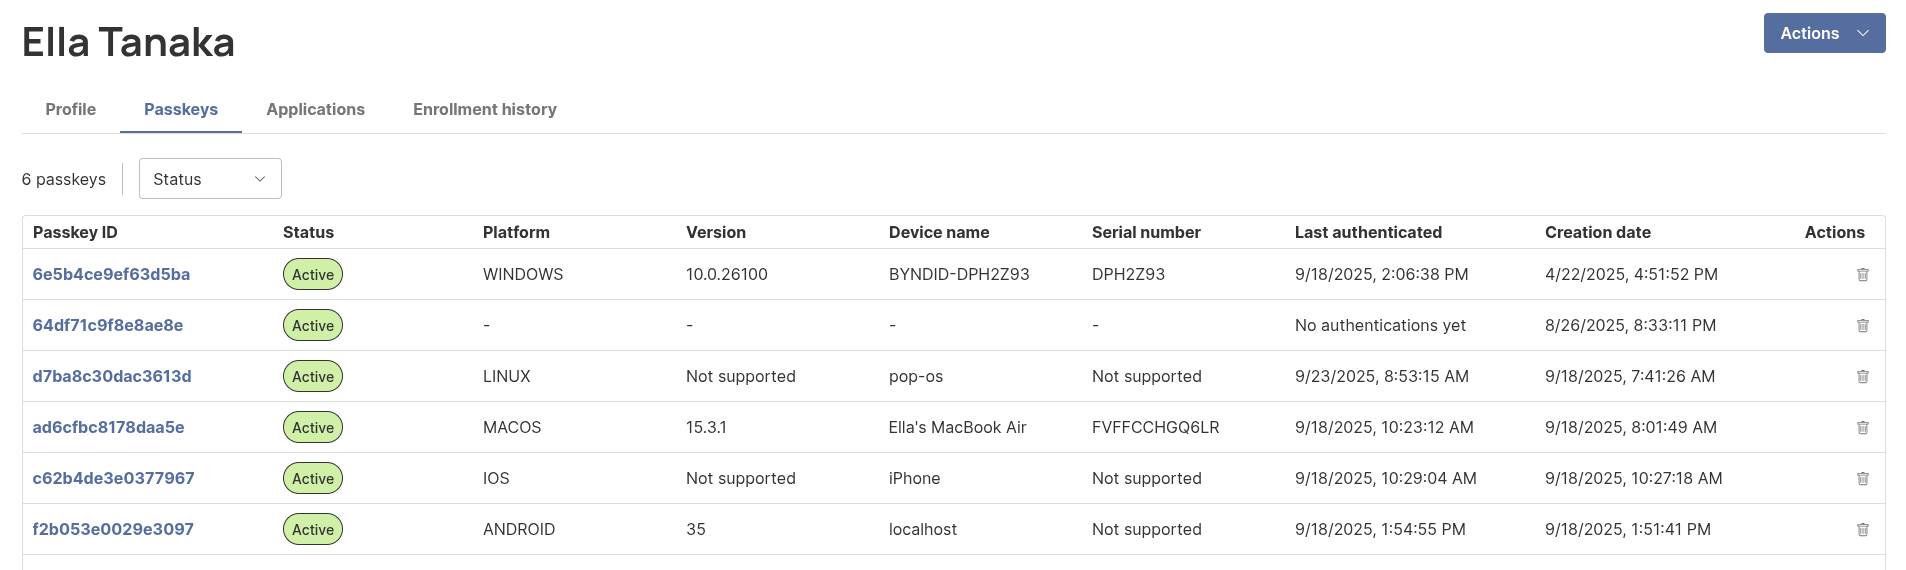 Ella Tanaka
Actions
Profile Passkeys Applications Enrollment history
6 passkeys Status
Passkey ID Status Platform Version Device name Serial number Last authenticated Creation date Actions
6e5b4ce9ef63d5ba Active WINDOWS 10.0.26100 BYNDID-DPH2Z93 DPH2Z93 9/18/2025, 2:06:38 PM 4/22/2025, 4:51:52 PM
64df71c9f8e8ae8e Active - - - - No authentications yet 8/26/2025, 8:33:11 PM
d7ba8c30dac3613d Active LINUX Not supported pop-os Not supported 9/23/2025, 8:53:15 AM 9/18/2025, 7:41:26 AM
ad6cfbc8178daa5e Active MACOS 15.3.1 Ella's MacBook Air FVFFCCHGQ6LR 9/18/2025, 10:23:12 AM 9/18/2025, 8:01:49 AM
c62b4de3e0377967 Active IOS Not supported iPhone Not supported 9/18/2025, 10:29:04 AM 9/18/2025, 10:27:18 AM
f2b053e0029e3097 Active ANDROID 35 localhost Not supported 9/18/2025, 1:54:55 PM 9/18/2025, 1:51:41 PM